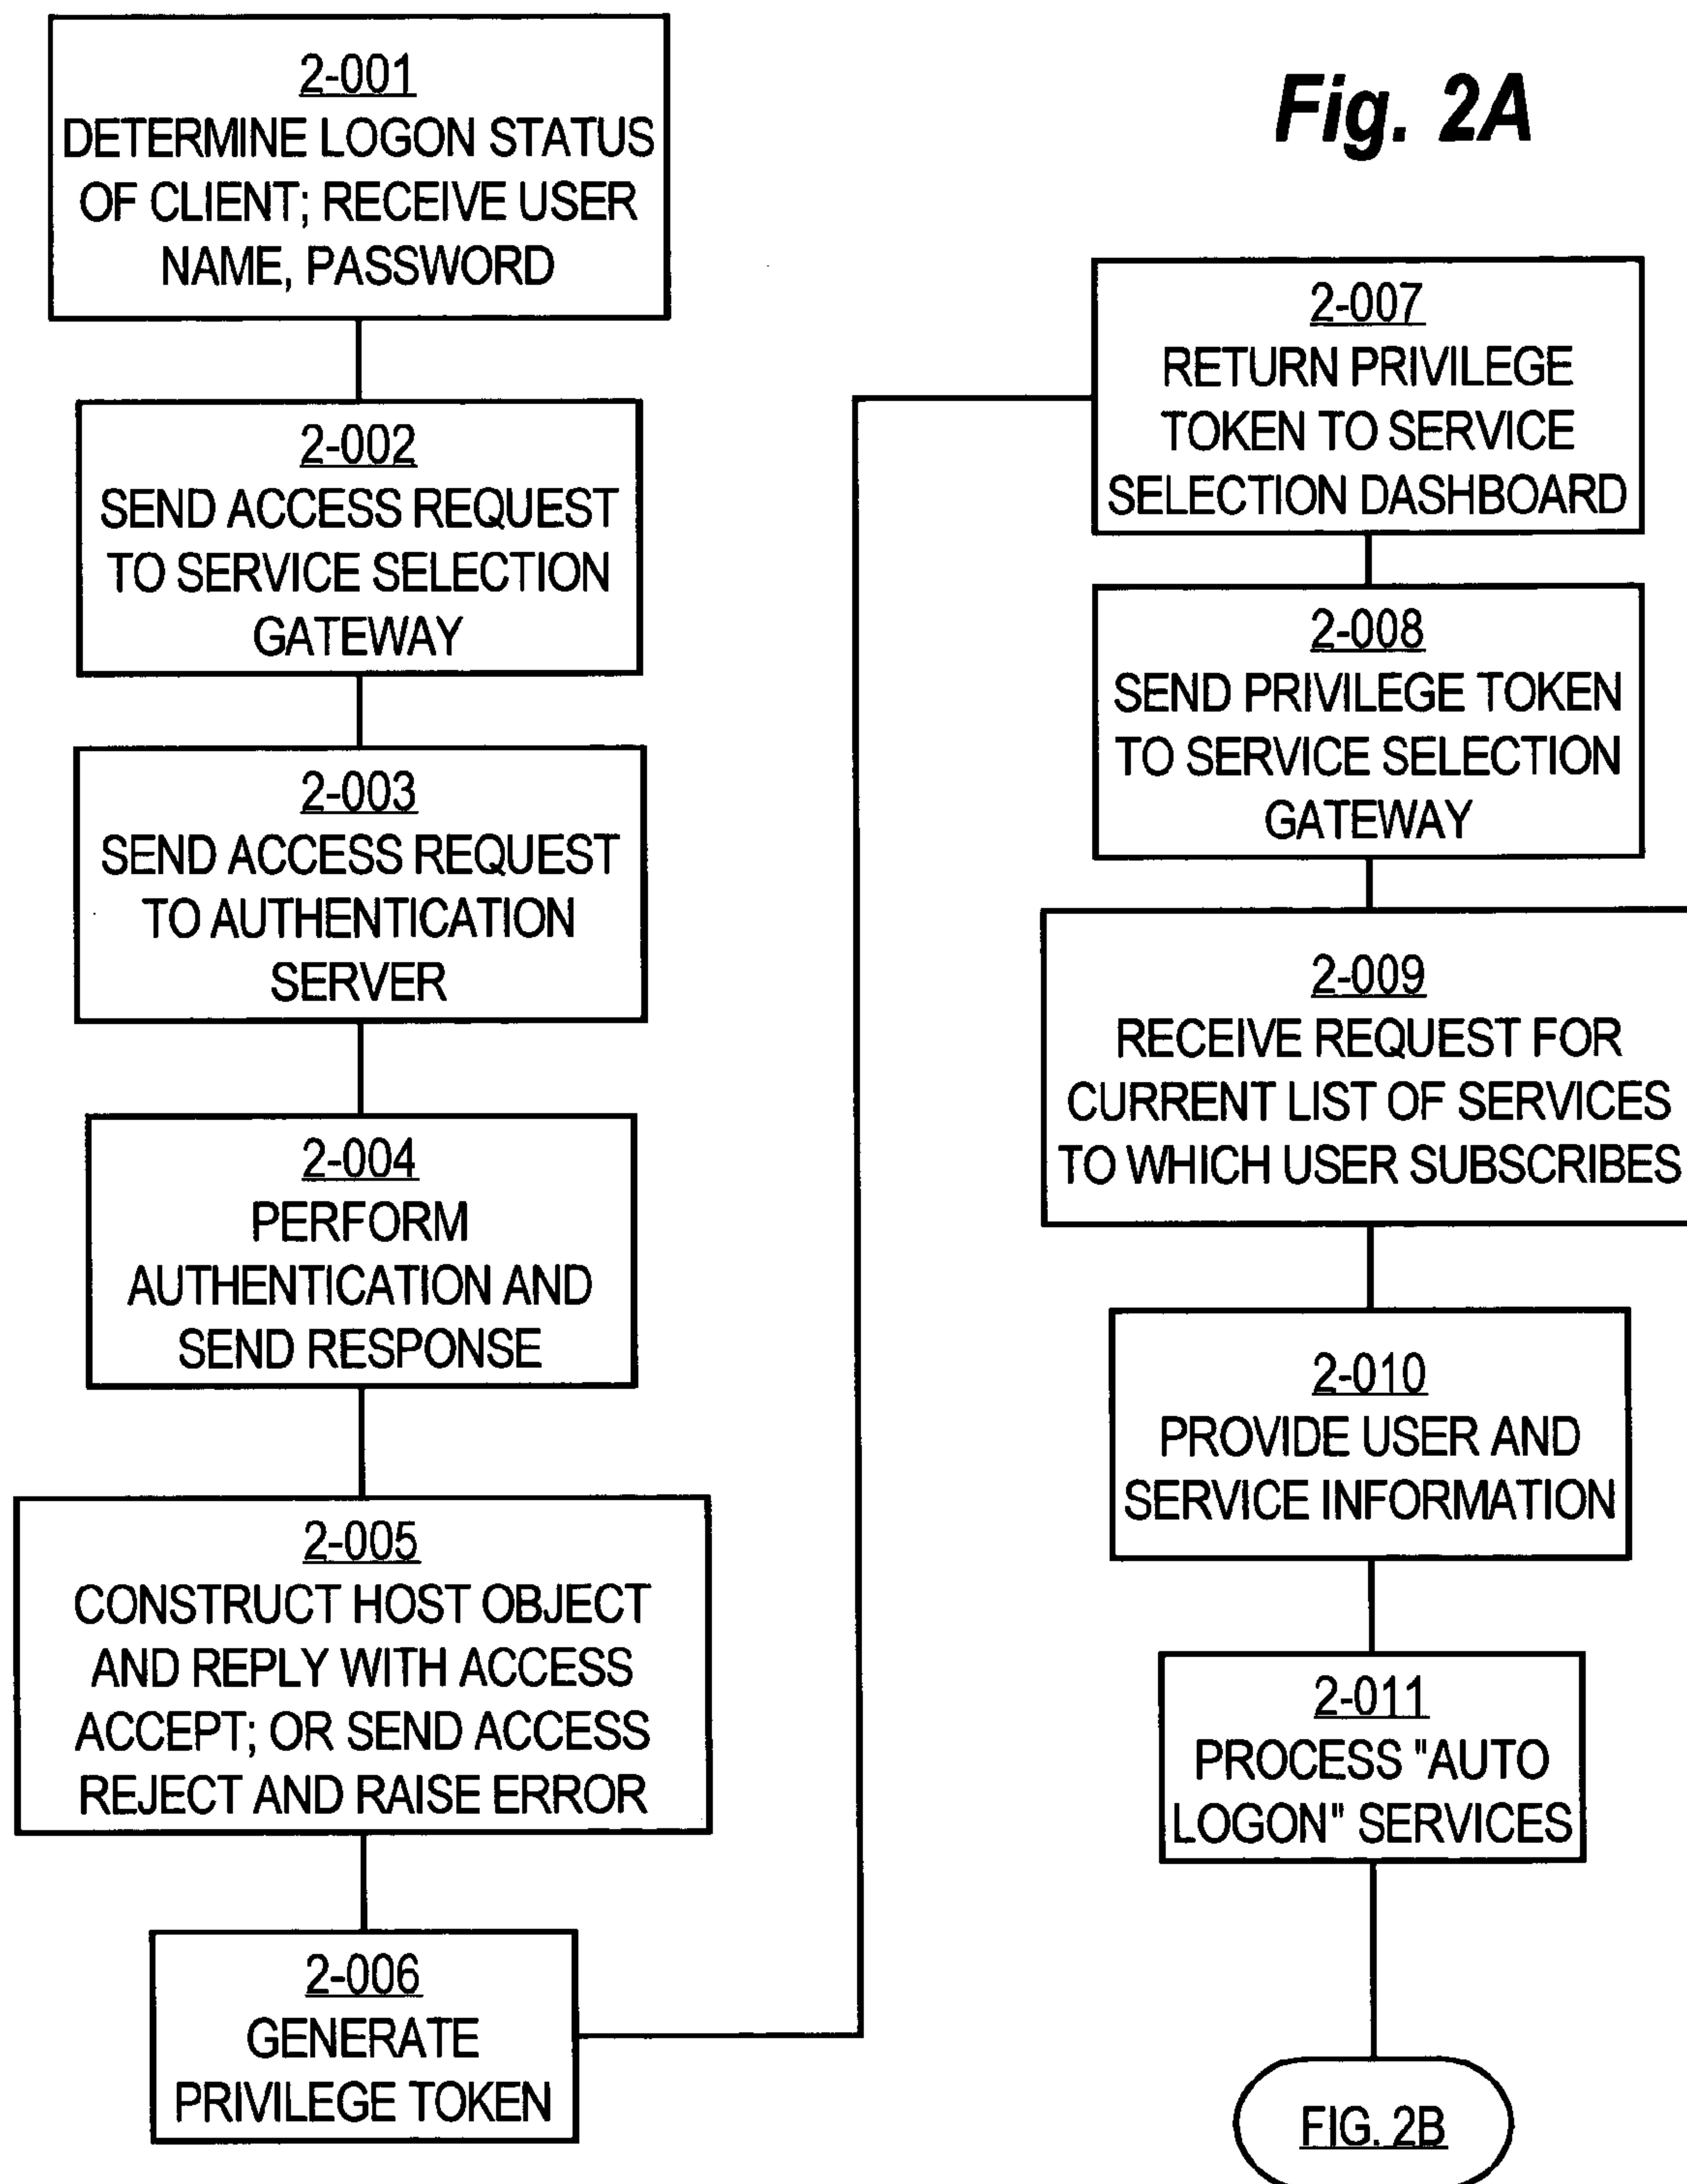 Fig. 2A
2-001
DETERMINE LOGON STATUS
OF CLIENT; RECEIVE USER
NAME, PASSWORD
2-002
SEND ACCESS REQUEST
TO SERVICE SELECTION
GATEWAY
2-003
SEND ACCESS REQUEST
TO AUTHENTICATION
SERVER
2-004
PERFORM
AUTHENTICATION AND
SEND RESPONSE
2-005
CONSTRUCT HOST OBJECT
AND REPLY WITH ACCESS
ACCEPT; OR SEND ACCESS
REJECT AND RAISE ERROR
2-006
GENERATE
PRIVILEGE TOKEN
2-007
RETURN PRIVILEGE
TOKEN TO SERVICE
SELECTION DASHBOARD
2-008
SEND PRIVILEGE TOKEN
TO SERVICE SELECTION
GATEWAY
2-009
RECEIVE REQUEST FOR
CURRENT LIST OF SERVICES
TO WHICH USER SUBSCRIBES
2-010
PROVIDE USER AND
SERVICE INFORMATION
2-011
PROCESS "AUTO
LOGON" SERVICES
FIG. 2B